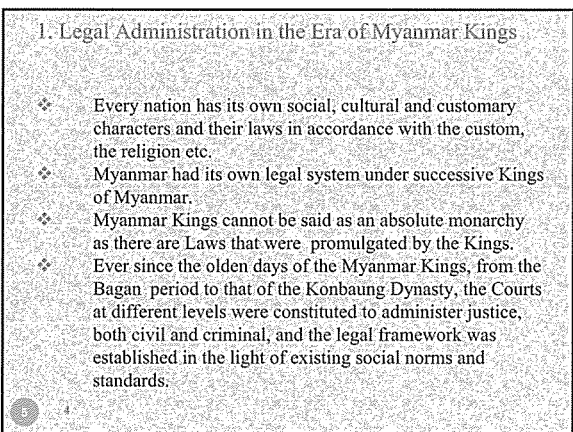 1. Legal Administration in the Era of Myanmar Kings
❖ Every nation has its own social, cultural and customary
characters and their laws in accordance with the custom,
the religion etc.
❖ Myanmar had its own legal system under successive Kings
of Myanmar.
❖ Myanmar Kings cannot be said as an absolute monarchy
as there are Laws that were promulgated by the Kings.
❖ Ever since the olden days of the Myanmar Kings, from the
Bagan period to that of the Konbaung Dynasty, the Courts
at different levels were constituted to administer justice,
both civil and criminal, and the legal framework was
established in the light of existing social norms and
standards.
5 4